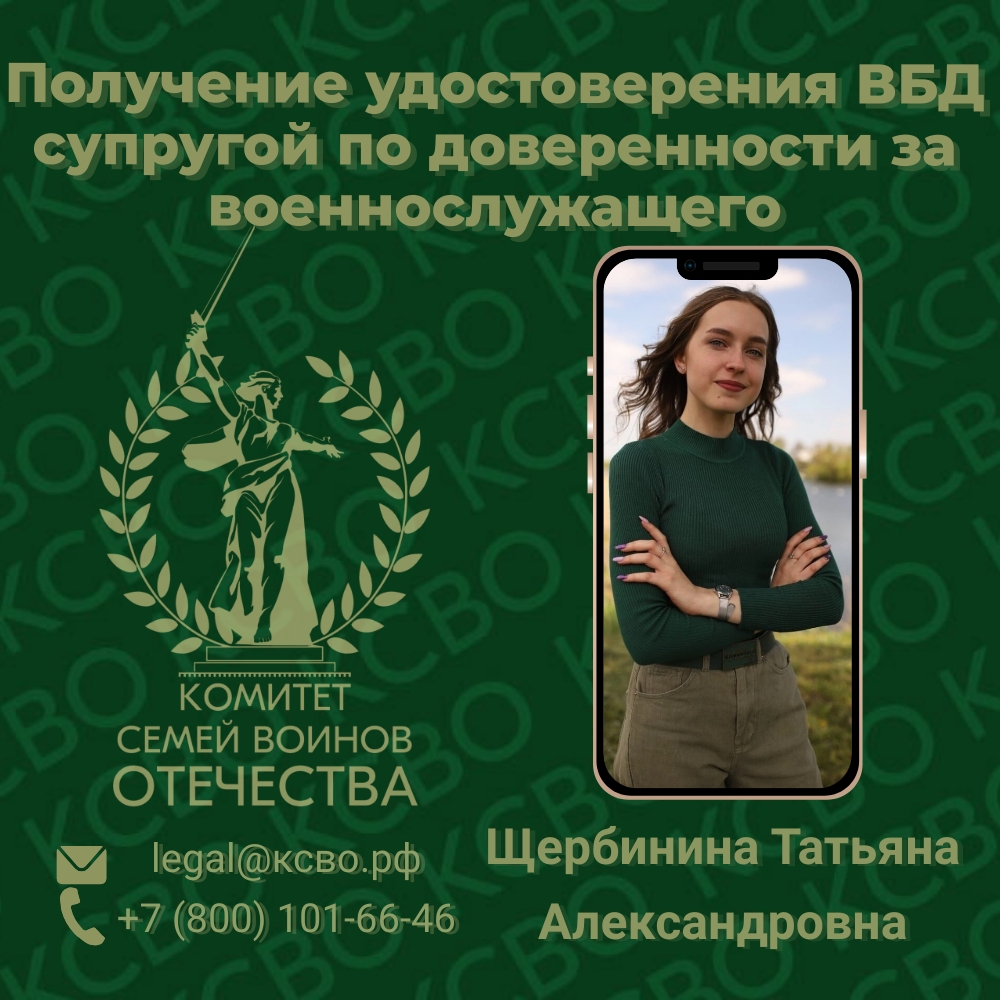 Получение удостоверения ВБД
супругой по доверенности за
военнослужащего
КОМИТЕТ
СЕМЕЙ ВОИНОВ
ОТЕЧЕСТВА
legal@ксво.рф
+7 (800) 101-66-46
Щербинина Татьяна
Александровна